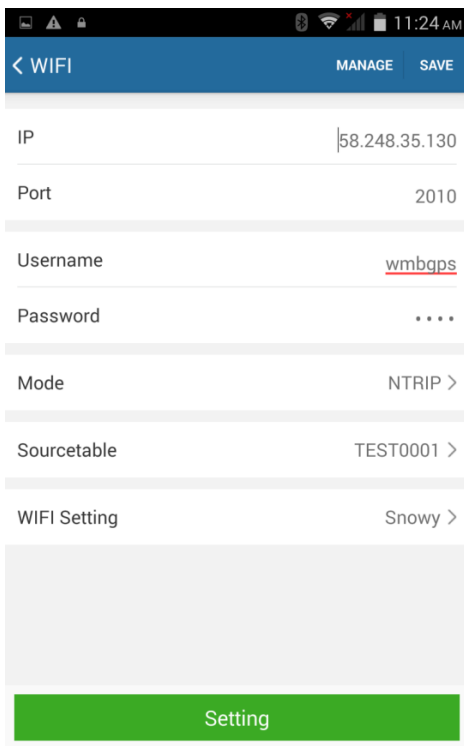 11:24 AM
< WIFI MANAGE SAVE
IP 58.248.35.130
Port 2010
Username wmbgps
Password ••••
Mode NTRIP >
Sourcetable TEST0001 >
WIFI Setting Snowy >
Setting